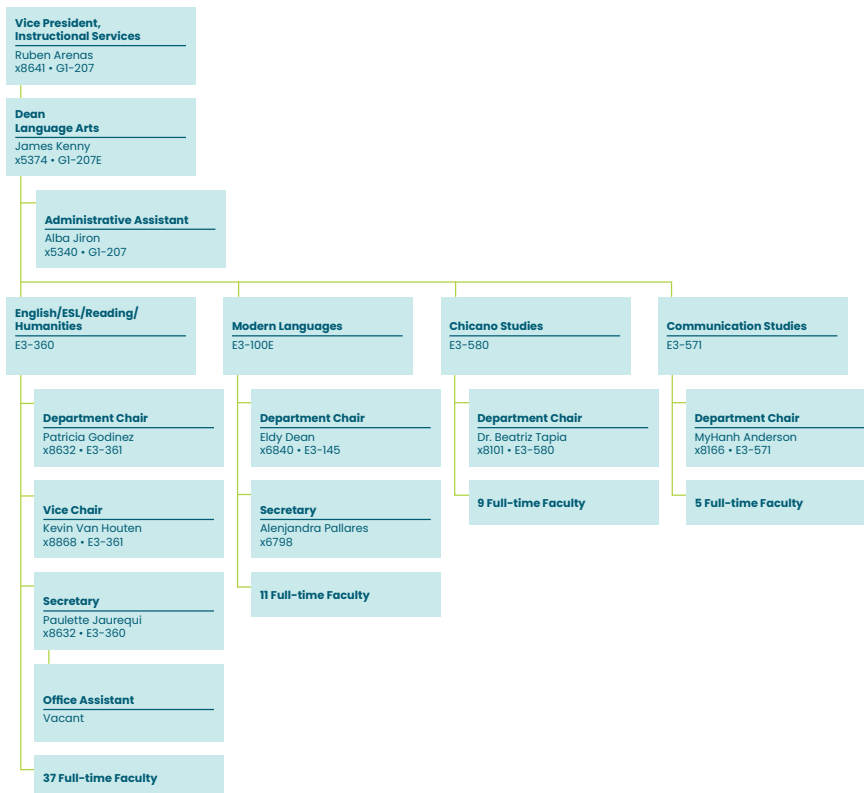 Vice President,
Instructional Services
Ruben Arenas
x8641 • G1-207
Dean
Language Arts
James Kenny
x5374 • G1-207E
Administrative Assistant
Alba Jiron
x5340 • G1-207
English/ESL/Reading/
Humanities
E3-360
Department Chair
Patricia Godinez
x8632 • E3-361
Vice Chair
Kevin Van Houten
x8868 • E3-361
Secretary
Paulette Jaurequi
x8632 • E3-360
Office Assistant
Vacant
37 Full-time Faculty
Modern Languages
E3-100E
Department Chair
Eldy Dean
x6840 • E3-145
Secretary
Alenjandra Pallares
x6798
11 Full-time Faculty
Chicano Studies
E3-580
Department Chair
Dr. Beatriz Tapia
x8101 • E3-580
9 Full-time Faculty
Communication Studies
E3-571
Department Chair
MyHanh Anderson
x8166 • E3-571
5 Full-time Faculty